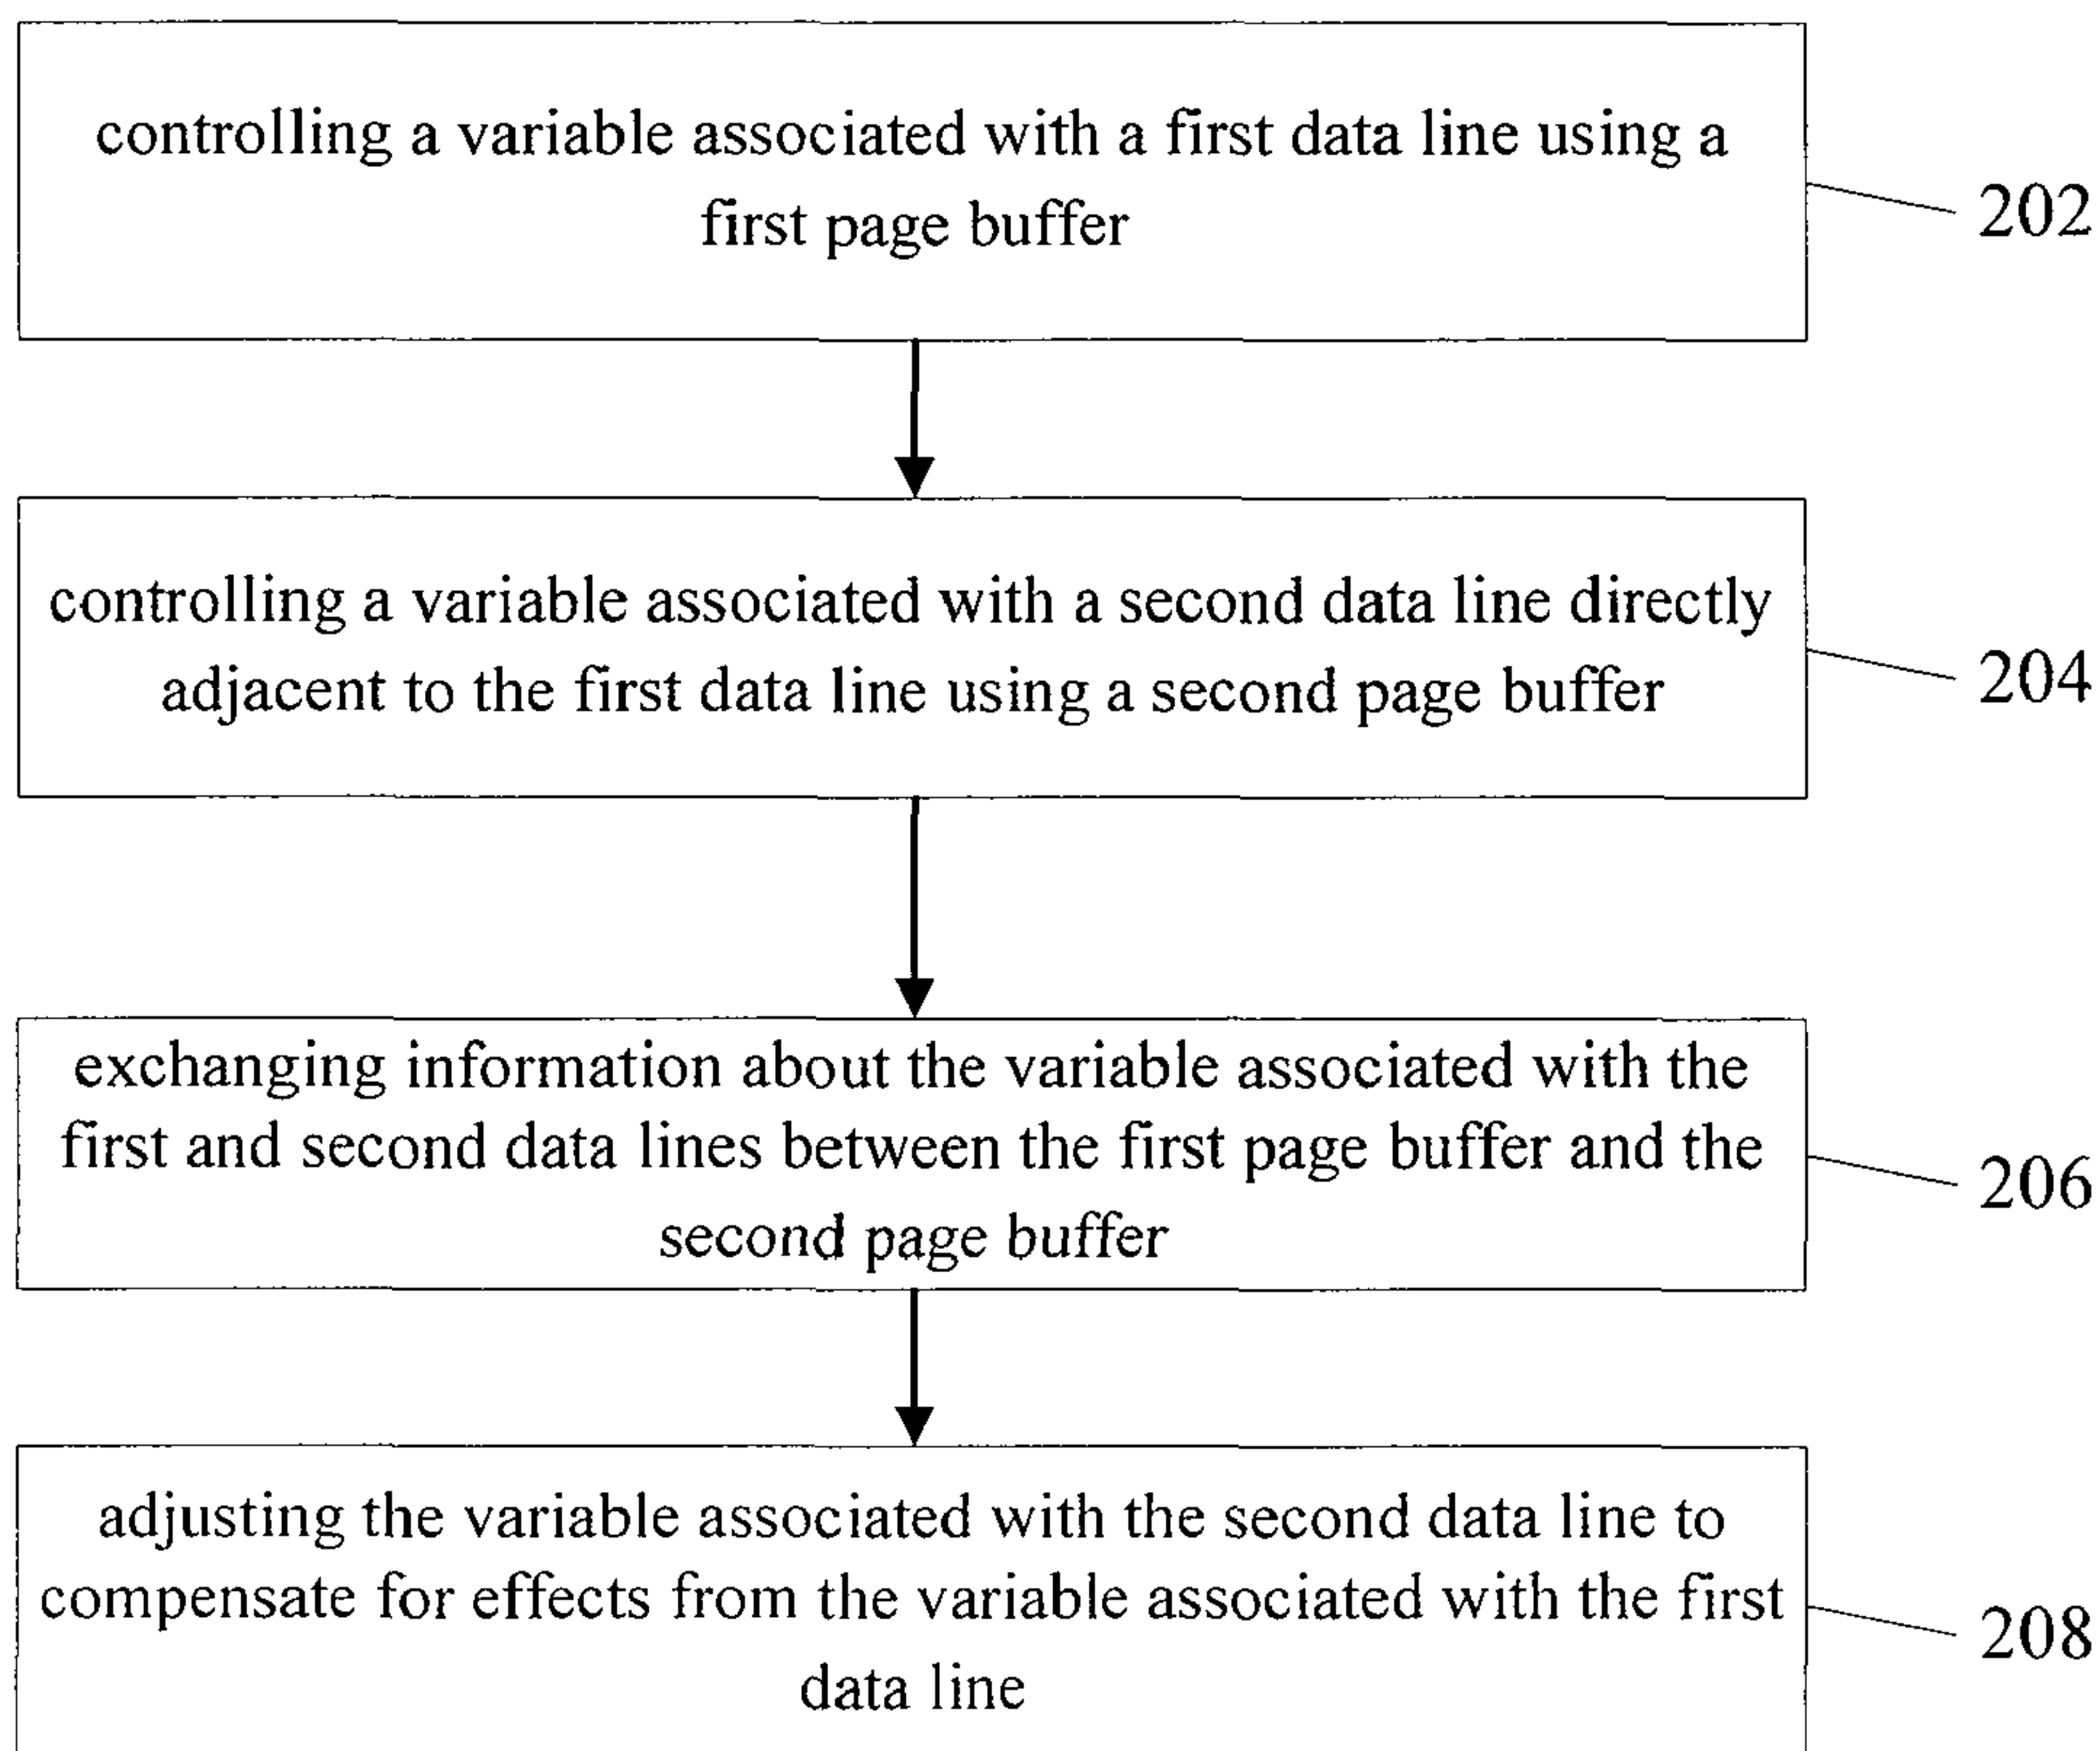 controlling a variable associated with a first data line using a
first page buffer
202
controlling a variable associated with a second data line directly
adjacent to the first data line using a second page buffer
204
exchanging information about the variable associated with the
first and second data lines between the first page buffer and the
second page buffer
206
adjusting the variable associated with the second data line to
compensate for effects from the variable associated with the first
data line
208